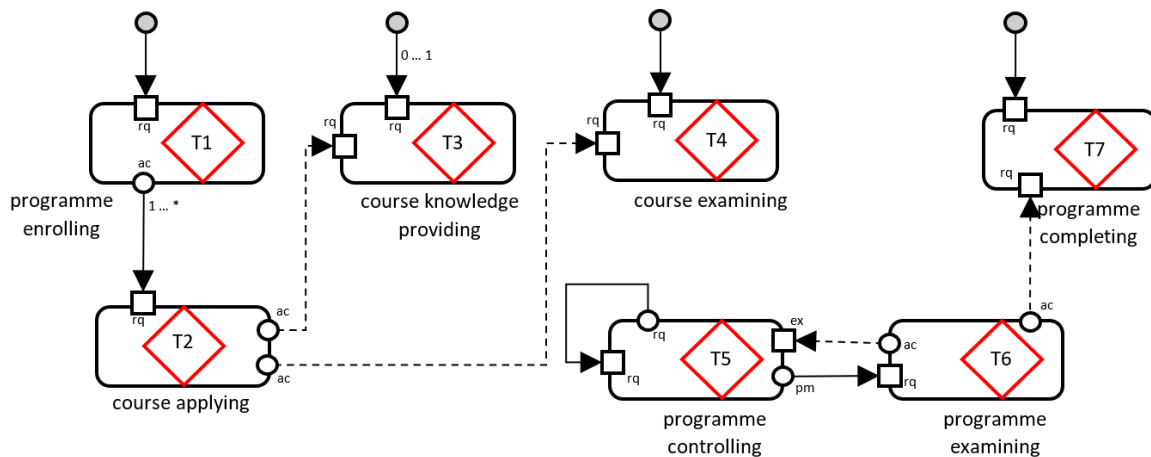 0 ... 1
rq
rq
rq
rq
T1
rq
T3
rq
T4
T7
ac
rq
programme
enrolling
1 ... *
course knowledge
providing
course examining
programme
completing
rq
T2
ac
ac
course applying
rq
rq
T5
ex
pm
ac
rq
ac
T6
programme
controlling
programme
examining